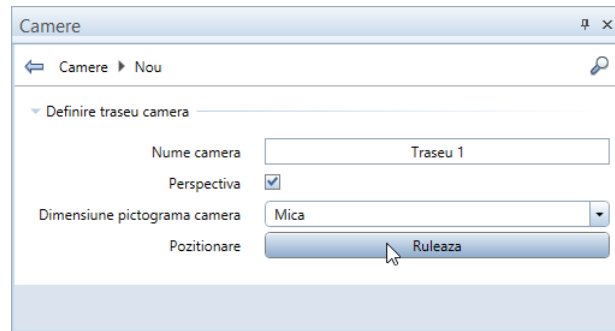 Camere
Camere Nou
Definire traseu camera
Nume camera Traseu 1
Perspectiva
Dimensiune pictograma camera Mica
Pozitionare Ruleaza